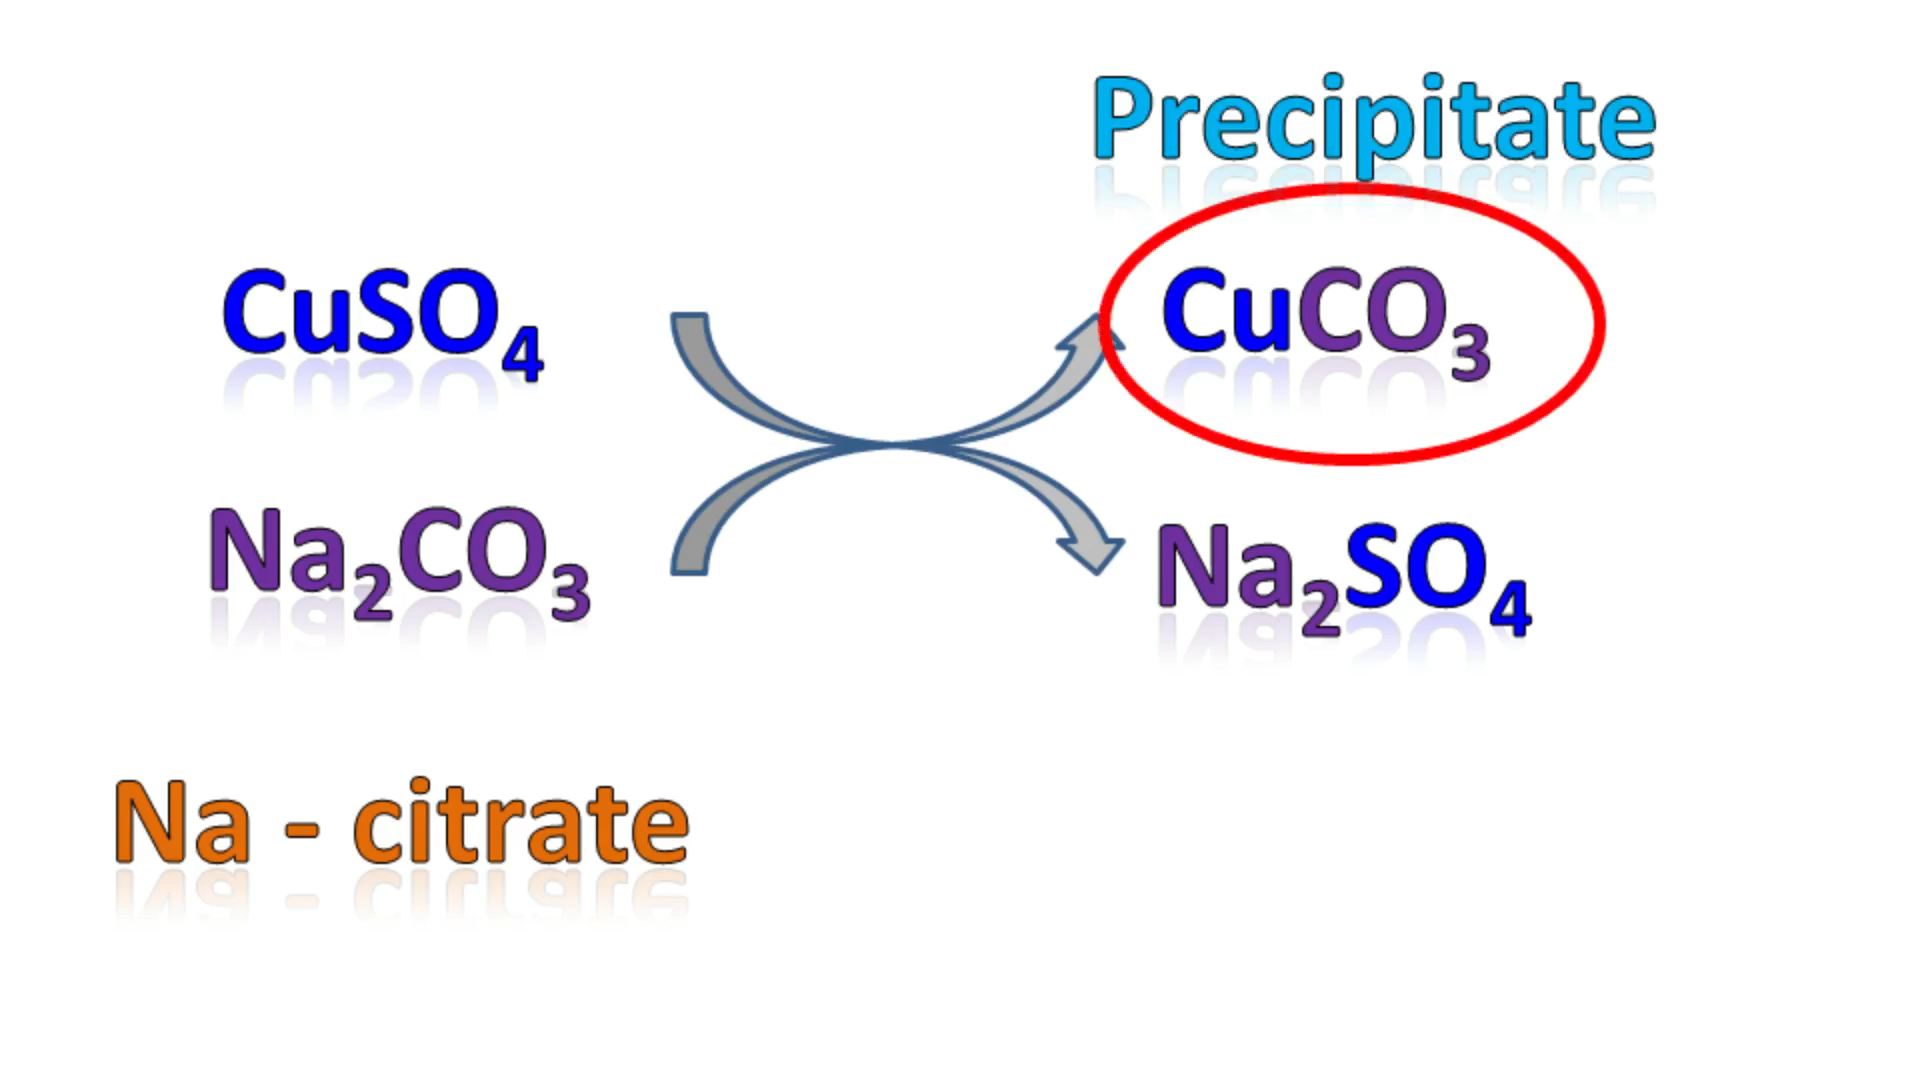 Precipitate
CuSO₄
CuCO₃
Na₂CO₃
Na₂SO₄
Na - citrate